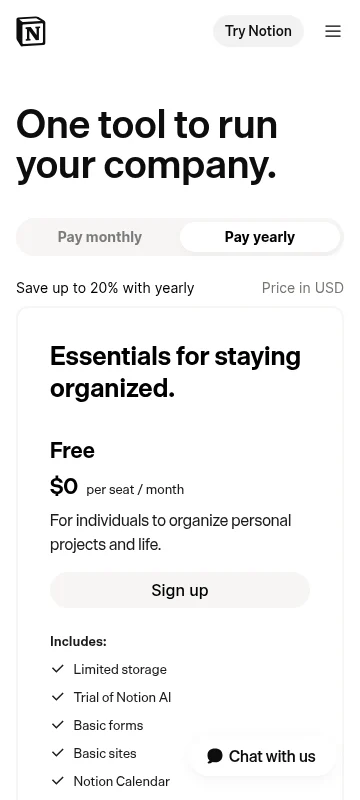 N
Try Notion
One tool to run
your company.
Pay monthly
Pay yearly
Save up to 20% with yearly
Price in USD
Essentials for staying
organized.
Free
$0 per seat / month
For individuals to organize personal
projects and life.
Sign up
Includes:
Limited storage
Trial of Notion AI
Basic forms
Basic sites
Chat with us
Notion Calendar